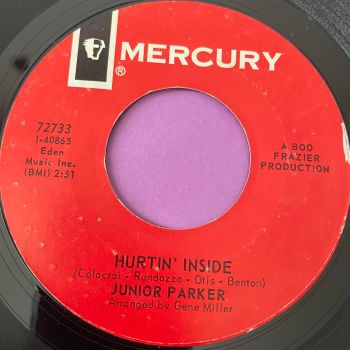 MERCURY
®
72733
1-40865
Eden
Music Inc.
(BMI) 2:51
A BOO
FRAZIER
PRODUCTION
HURTIN' INSIDE
(Colacrai - Randazzo - Otis - Benton)
JUNIOR PARKER
Arranged by Gene Miller